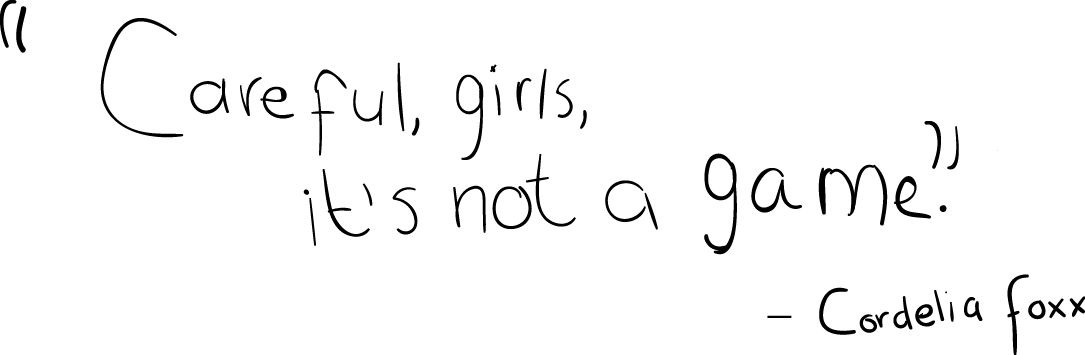 "Careful, girls,
it's not a game."
- Cordelia foxx